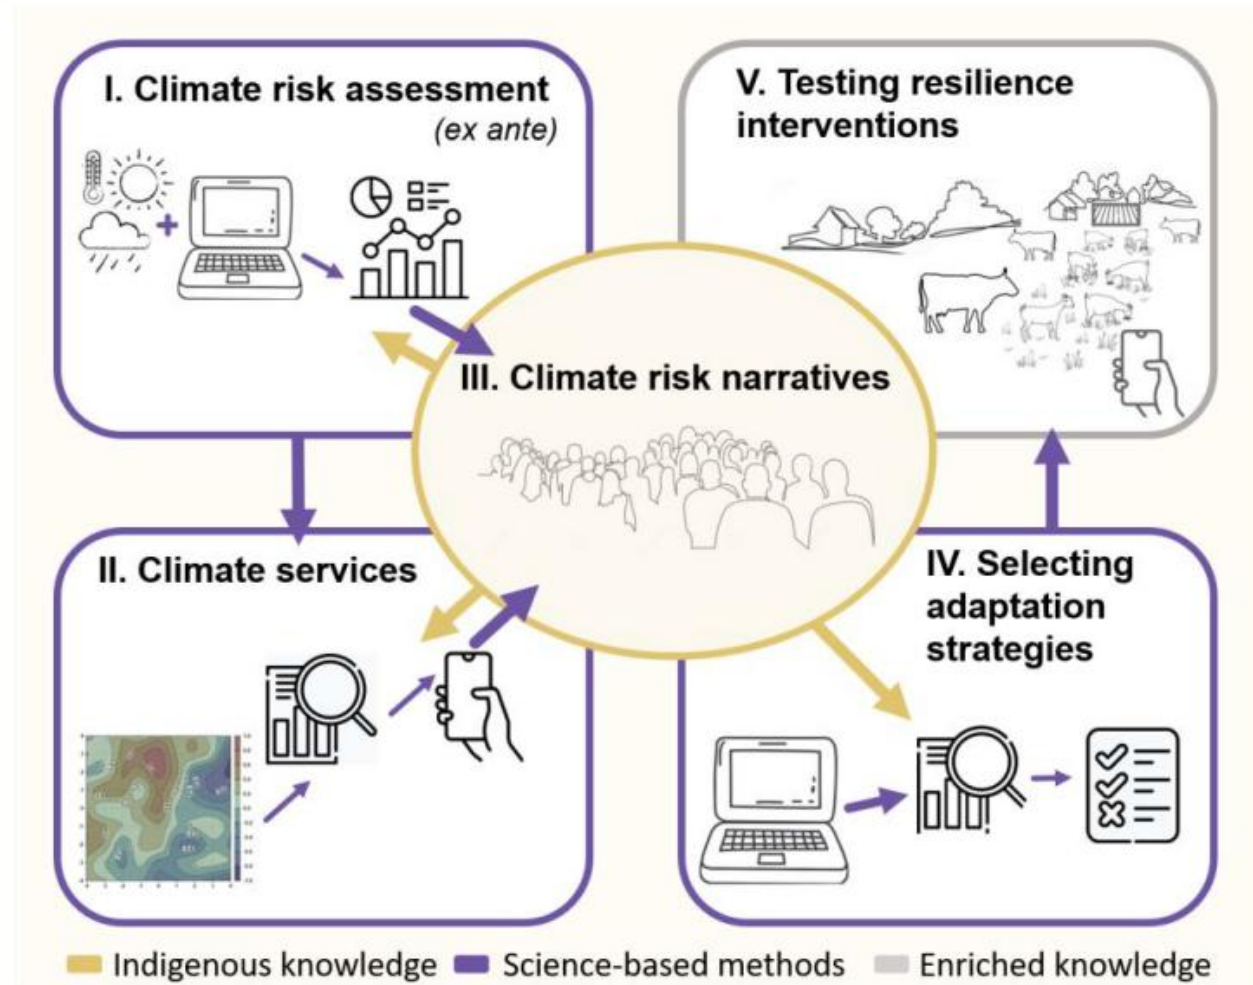 I. Climate risk assessment
(ex ante)
V. Testing resilience
interventions
III. Climate risk narratives
II. Climate services
IV. Selecting
adaptation
strategies
Indigenous knowledge
Science-based methods
Enriched knowledge